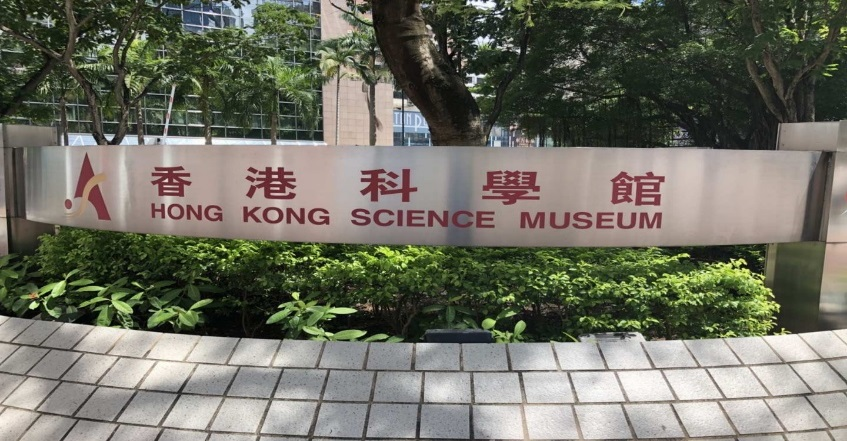 香港科學館
HONG KONG SCIENCE MUSEUM